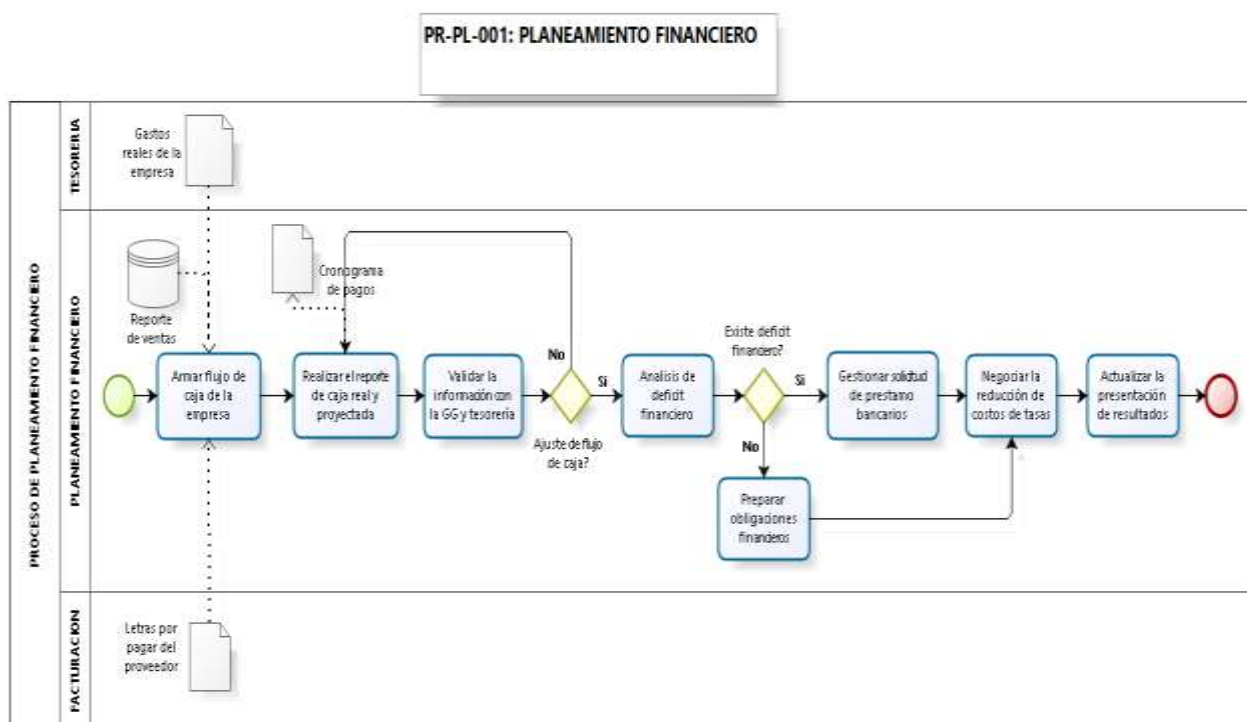 PR-PL-001: PLANEAMIENTO FINANCIERO
PROCESO DE PLANEAMIENTO FINANCIERO
TESORERIA
Gastos
reales de la
empresa
PLANEAMIENTO FINANCIERO
Reporte
de ventas
Cronograma
de pagos
Armar flujo de
caja de la
empresa
Realizar el reporte
de caja real y
proyectada
Validar la
información con
la GG y tesorería
No
Si
Ajuste de flujo
de caja?
Analisis de
deficit
financiero
Existe deficit
financiero?
Si
No
Gestionar solicitud
de prestamo
bancarios
Negociar la
reducción de
costos de tasas
Actualizar la
presentación
de resultados
Preparar
obligaciones
financieros
FACTURACION
Letras por
pagar del
proveedor